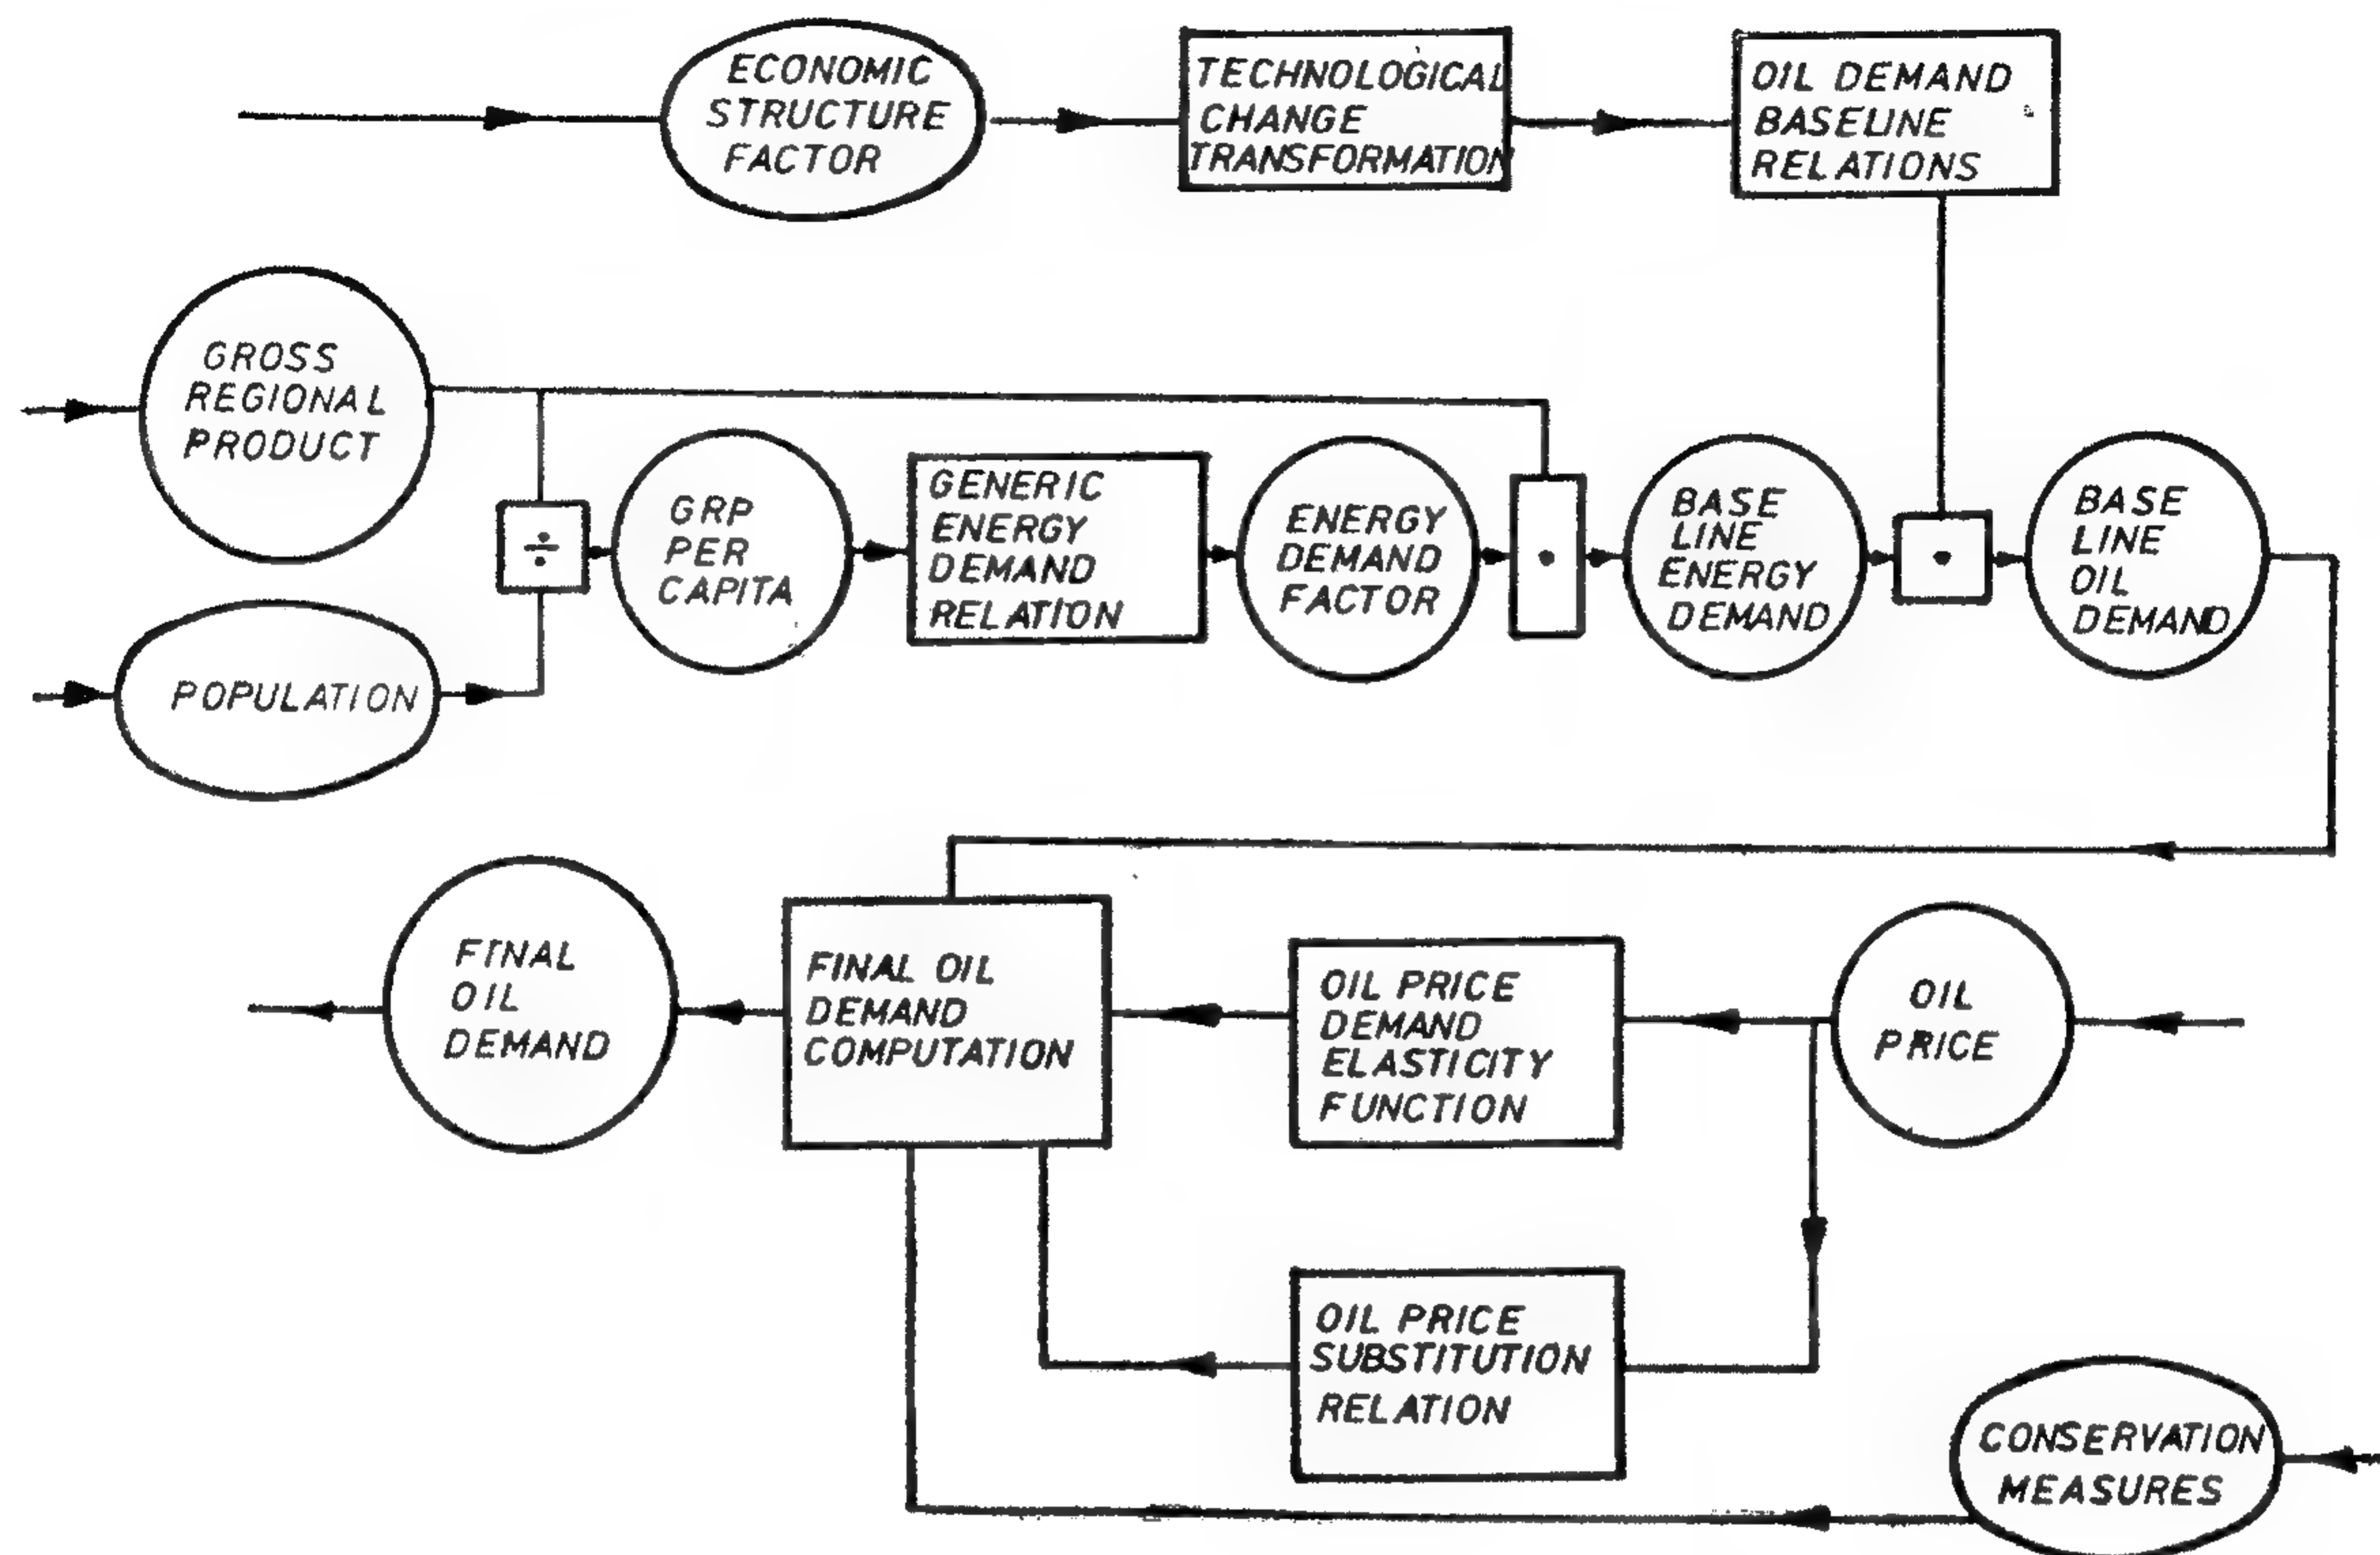 ECONOMIC
STRUCTURE
FACTOR
TECHNOLOGICAL
CHANGE
TRANSFORMATION
OIL DEMAND
BASELINE
RELATIONS
GROSS
REGIONAL
PRODUCT
POPULATION
÷
GRP
PER
CAPITA
GENERIC
ENERGY
DEMAND
RELATION
ENERGY
DEMAND
FACTOR
•
BASE
LINE
ENERGY
DEMAND
•
BASE
LINE
OIL
DEMAND
FINAL
OIL
DEMAND
FINAL OIL
DEMAND
COMPUTATION
OIL PRICE
DEMAND
ELASTICITY
FUNCTION
OIL
PRICE
OIL PRICE
SUBSTITUTION
RELATION
CONSERVATION
MEASURES